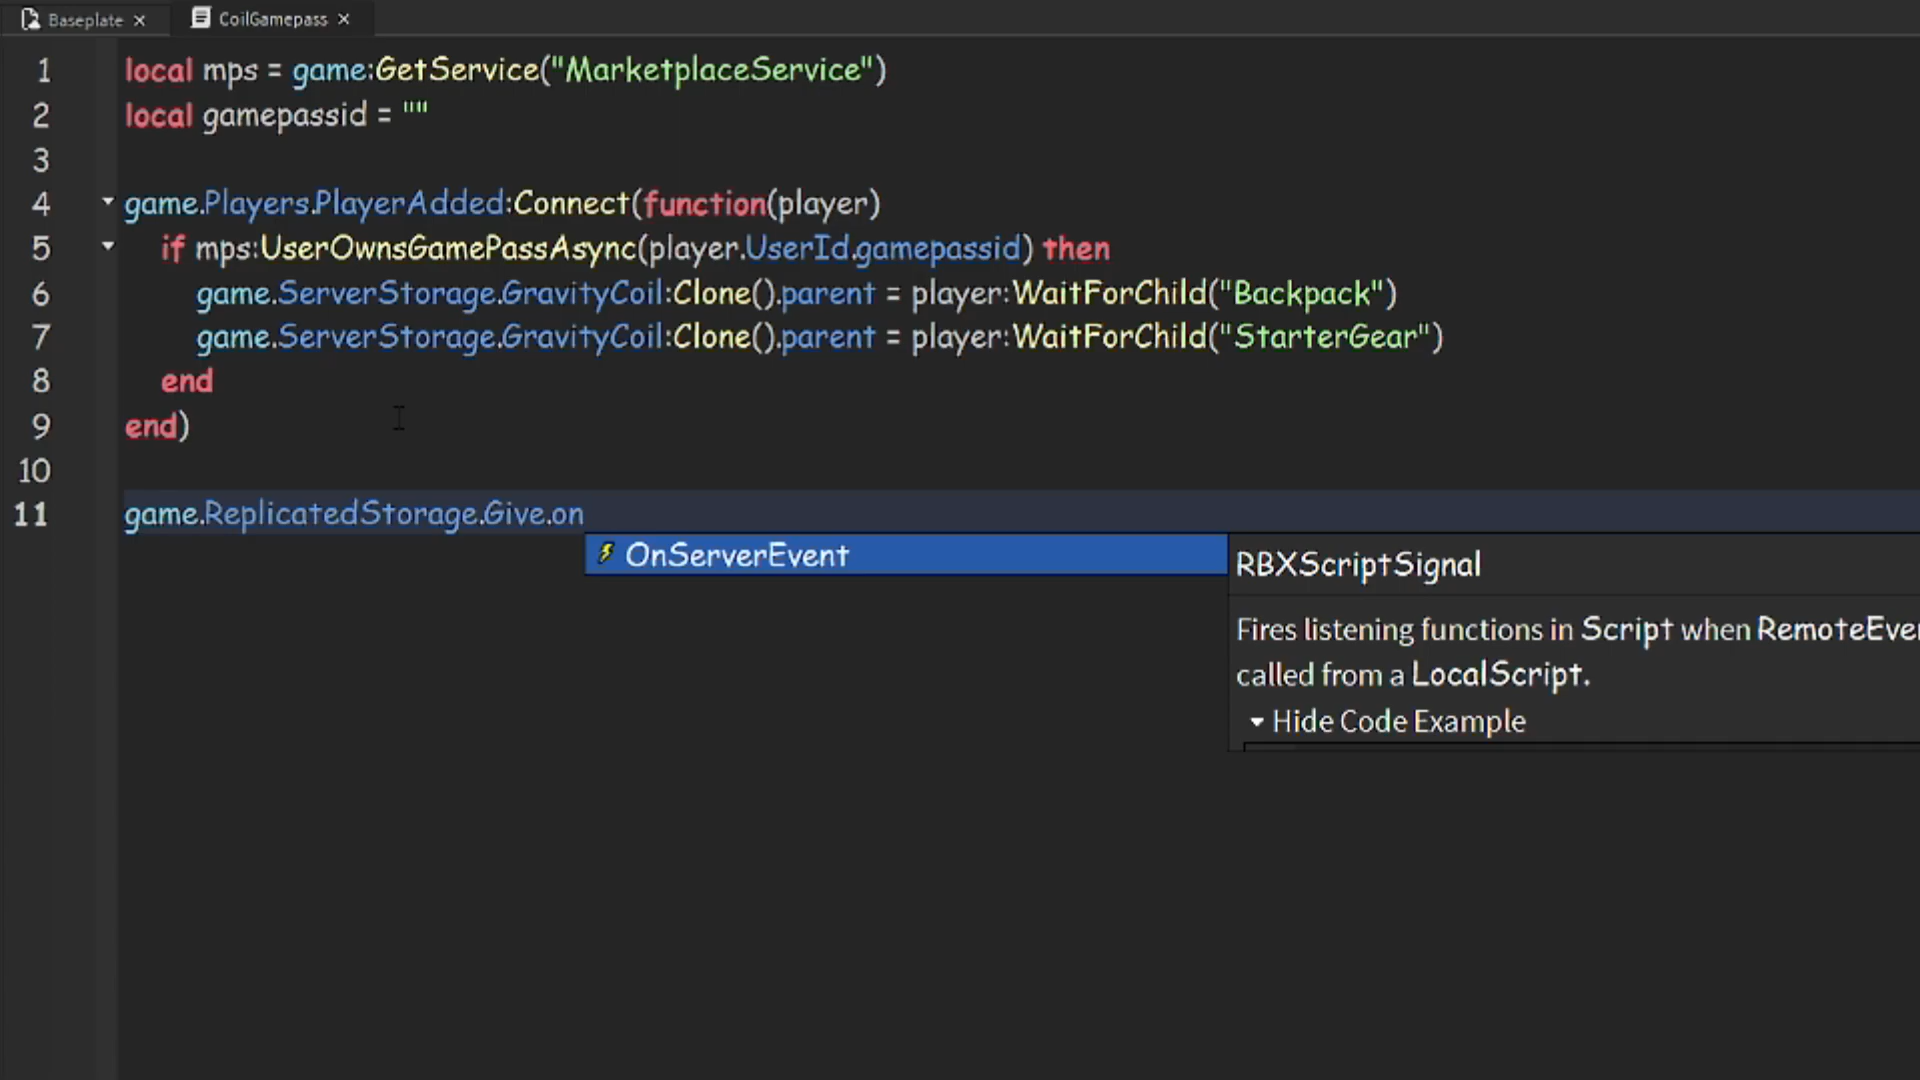 Baseplate ×
CoilGamepass ×
1 local mps = game:GetService("MarketplaceService")
2 local gamepassid = ""
3
4 game.Players.PlayerAdded:Connect(function(player)
5 if mps:UserOwnsGamePassAsync(player.UserId.gamepassid) then
6 game.ServerStorage.GravityCoil:Clone().parent = player:WaitForChild("Backpack")
7 game.ServerStorage.GravityCoil:Clone().parent = player:WaitForChild("StarterGear")
8 end
9 end)
10
11 game.ReplicatedStorage.Give.on
OnServerEvent
RBXScriptSignal
Fires listening functions in Script when RemoteEve
called from a LocalScript.
Hide Code Example